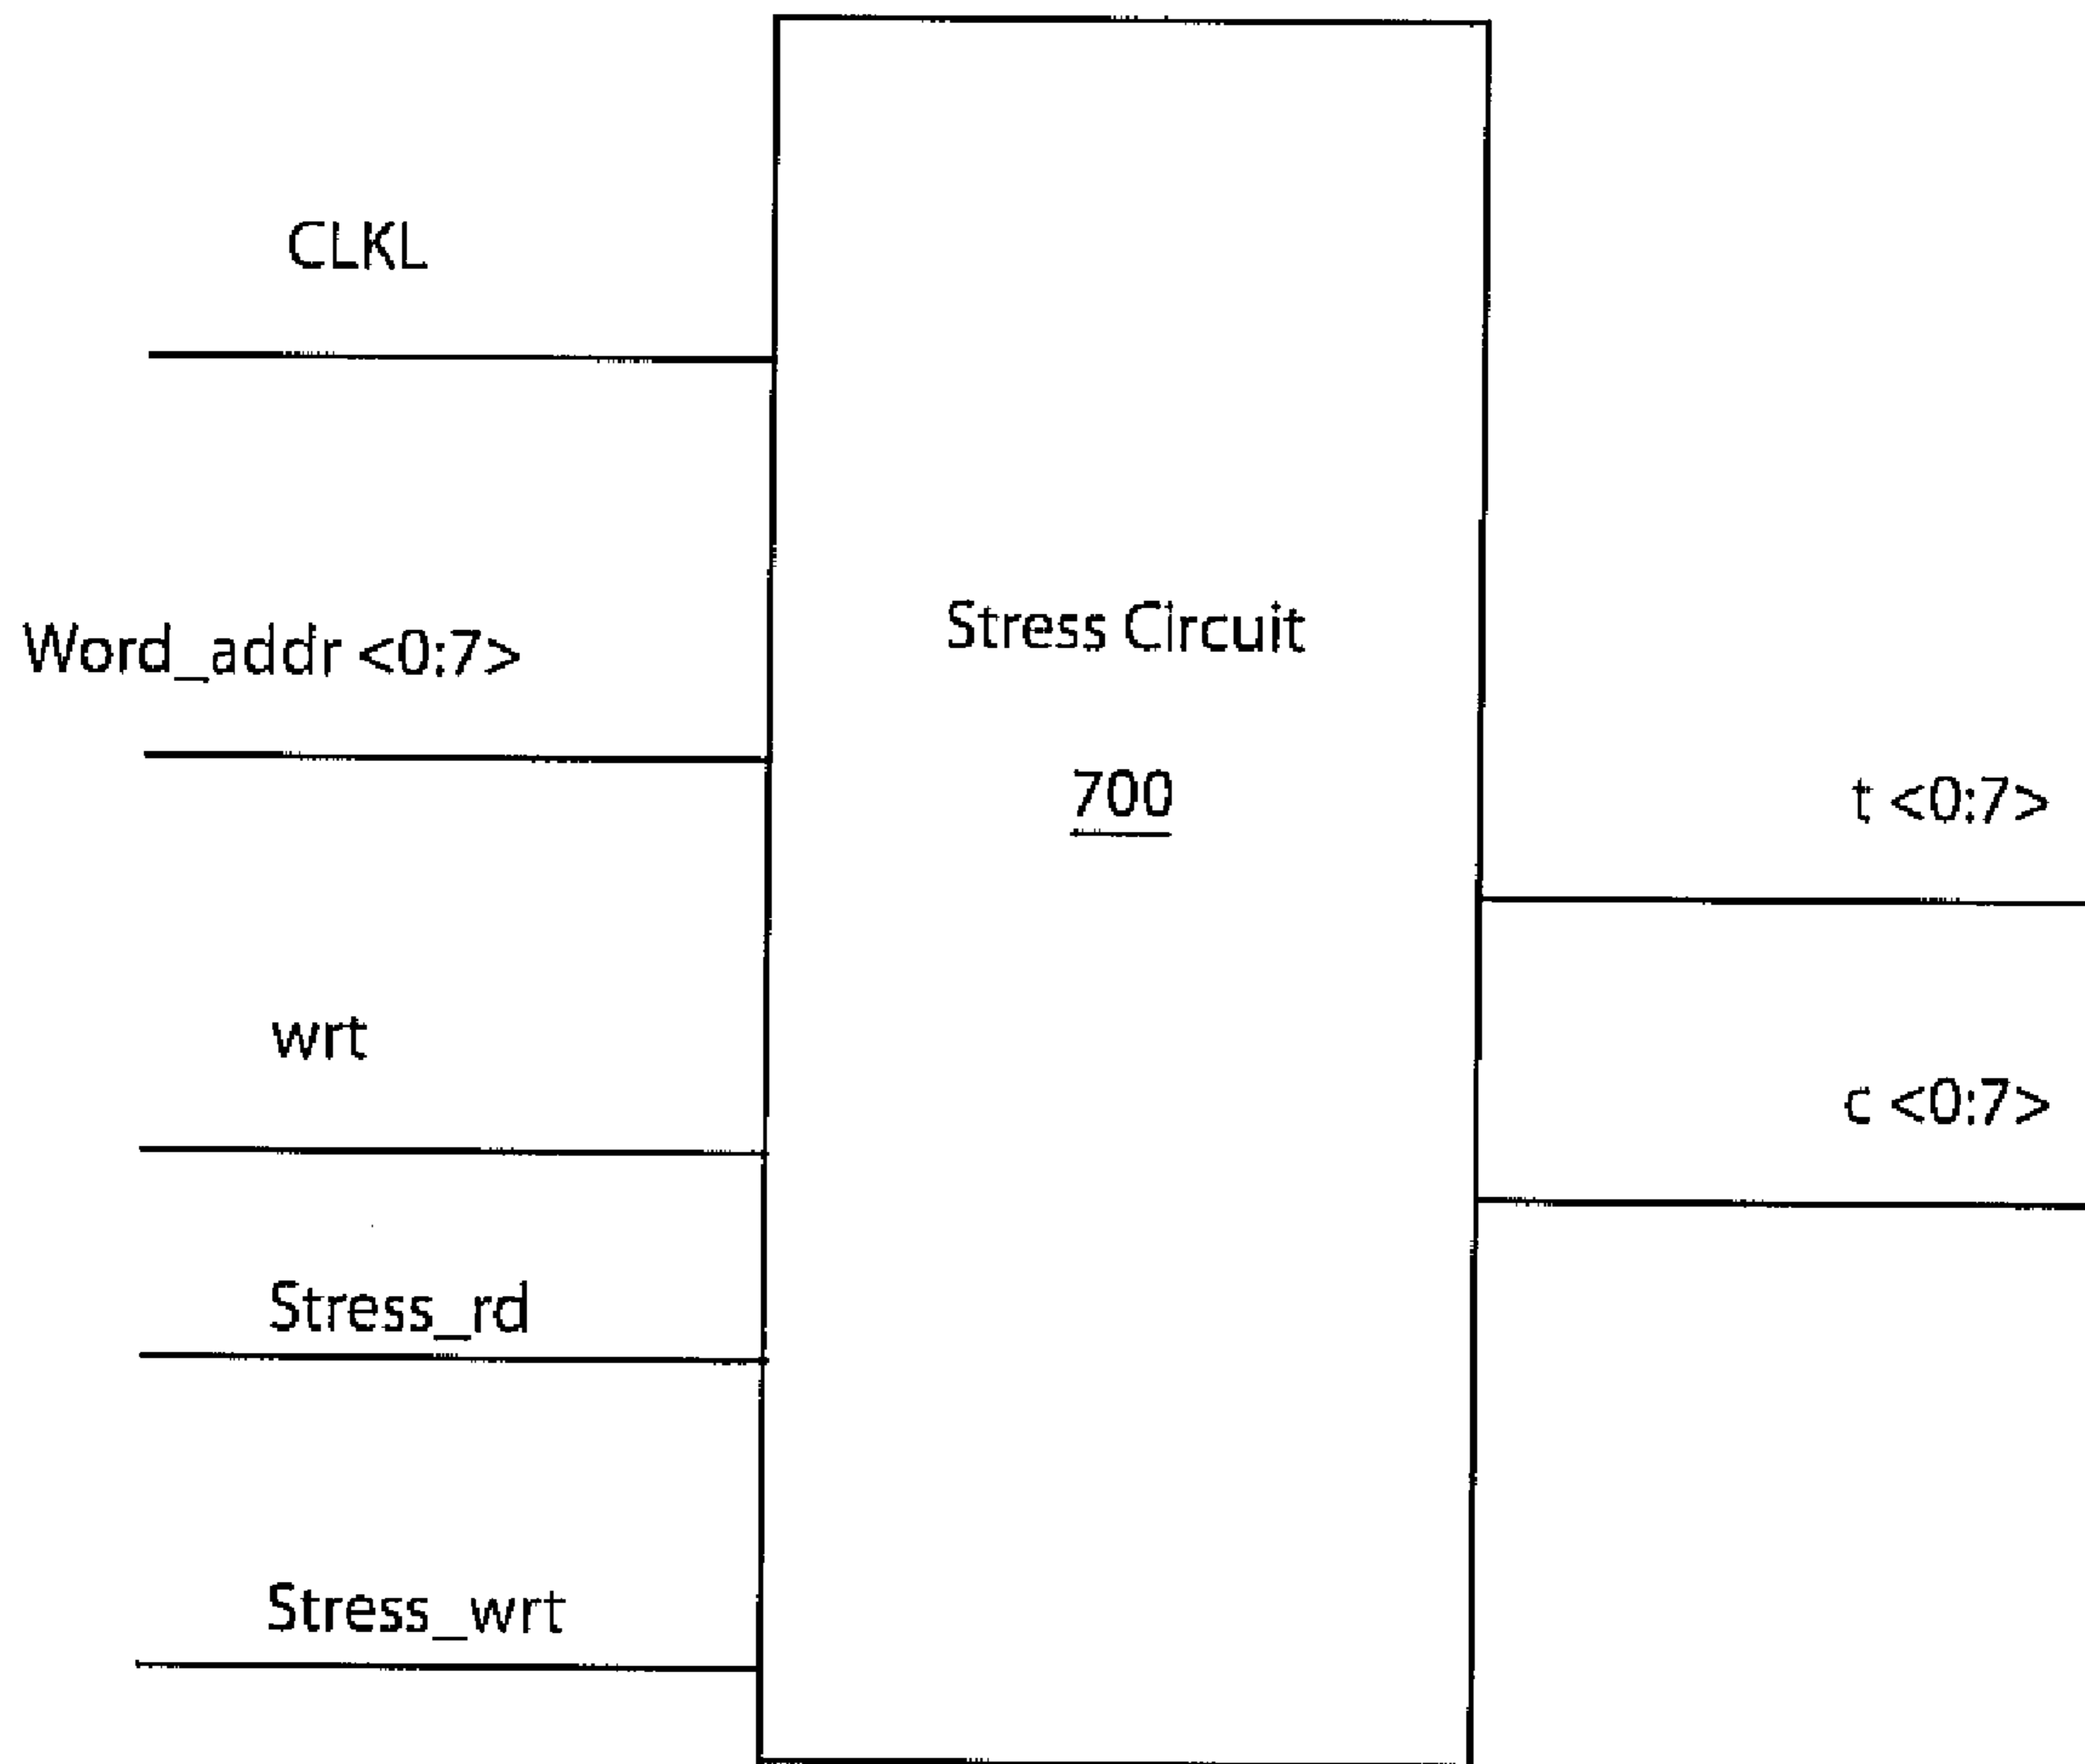 CLKL
Word_addr <0:7>
Stress Circuit
700
t <0:7>
wrt
c <0:7>
Stress_rd
Stress_wrt